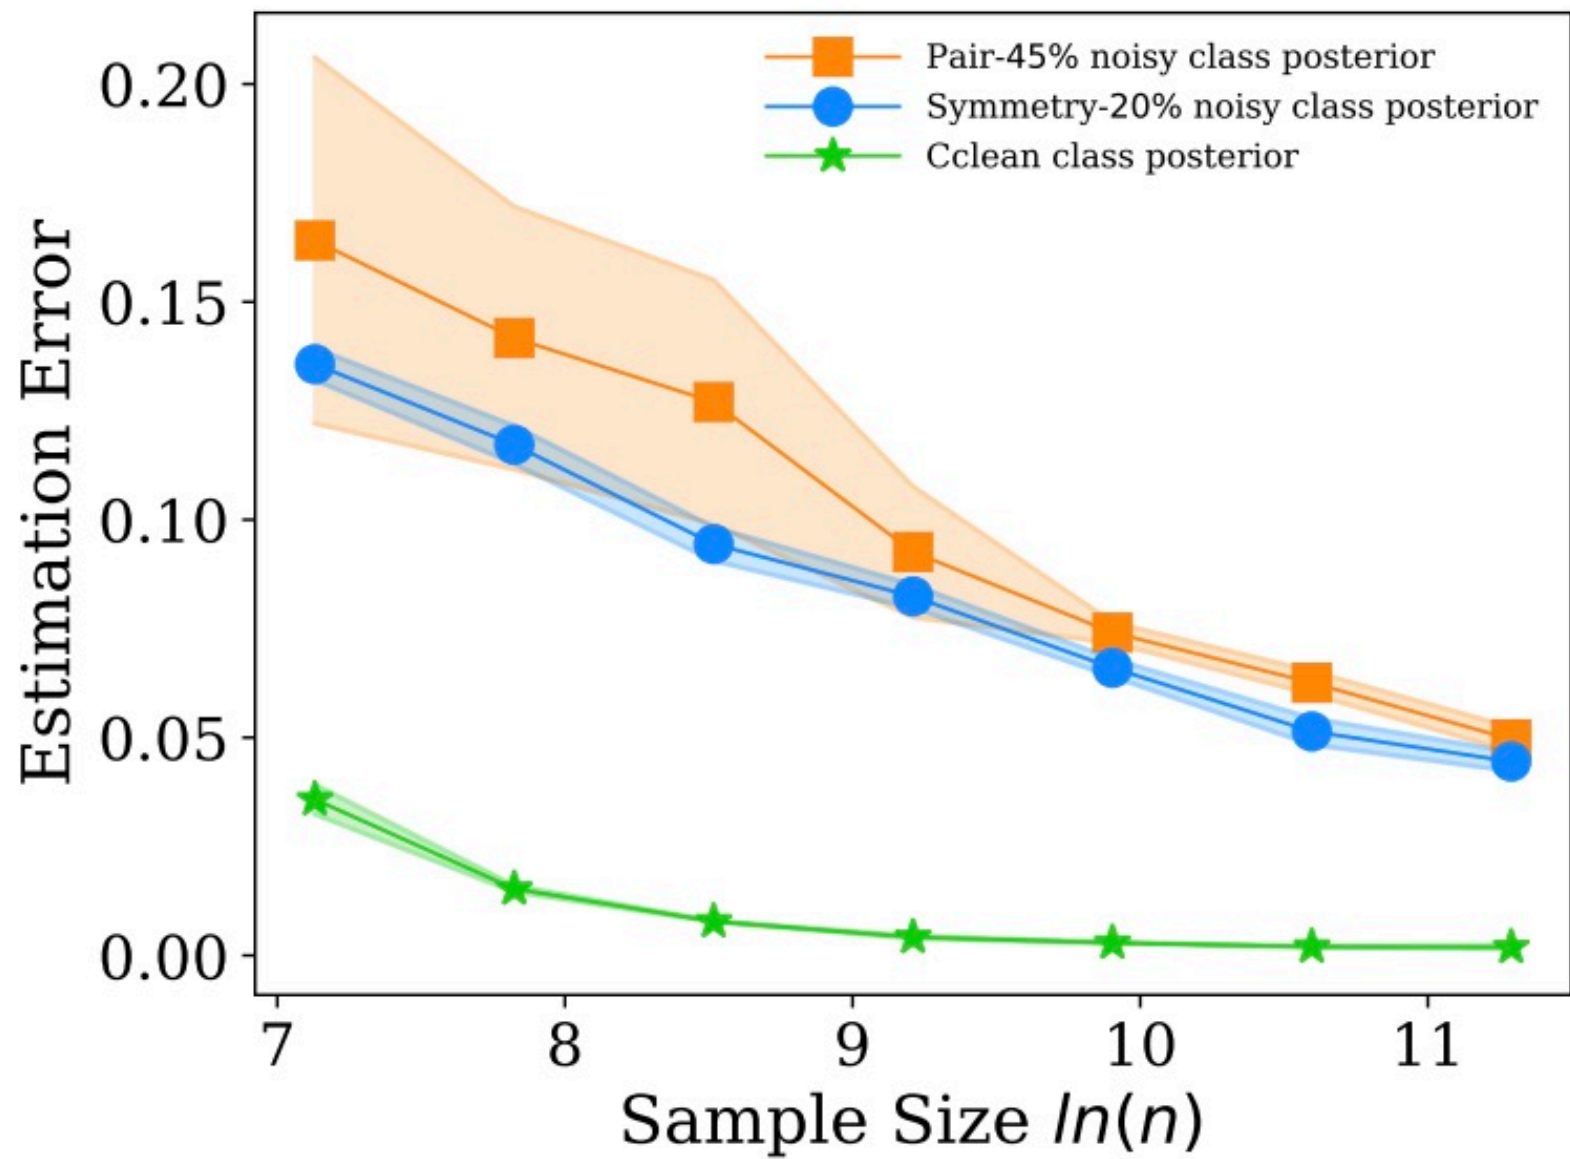 Pair-45% noisy class posterior
Symmetry-20% noisy class posterior
Cclean class posterior
Estimation Error
0.20
0.15
0.10
0.05
0.00
7 8 9 10 11
Sample Size ln(n)